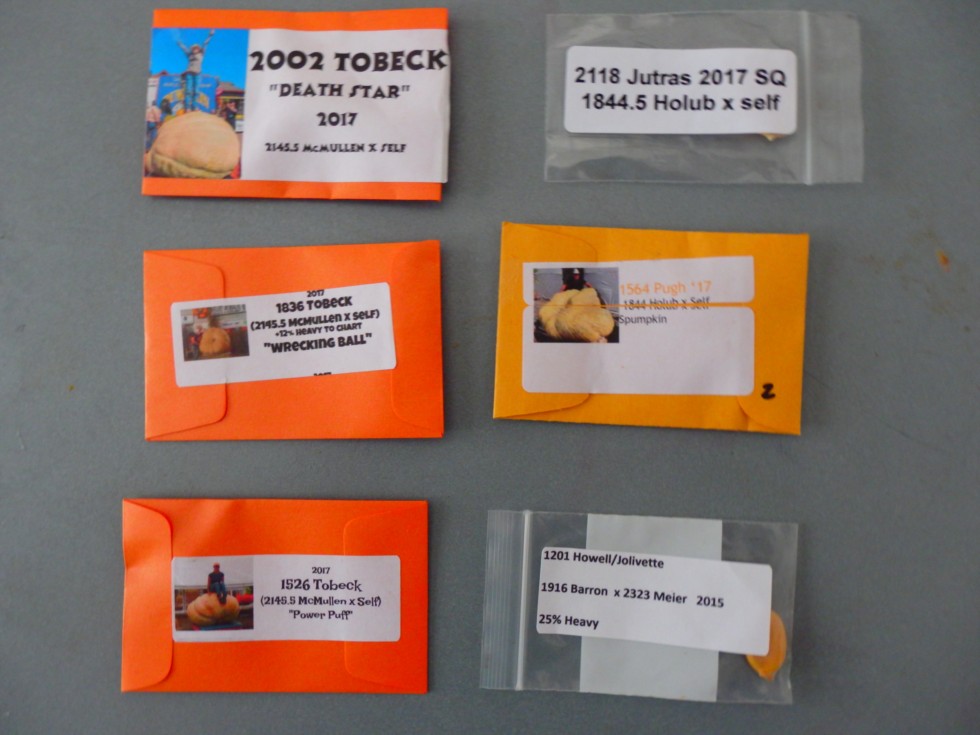 2002 TOBECK
"DEATH STAR"
2017
2145.5 McMULLEN X SELF
2118 Jutras 2017 SQ
1844.5 Holub x self
2017
1836 TOBECK
(2145.5 McMULLEN x SELF)
+12% HEAVY TO CHART
"WRECKING BALL"
1564 Pugh '17
1844 Holub x Self
Spumpkin
2
2017
1526 Tobeck
(2145.5 McMullen x Self)
"Power Puff"
1201 Howell/Jolivette
1916 Barron x 2323 Meier 2015
25% Heavy